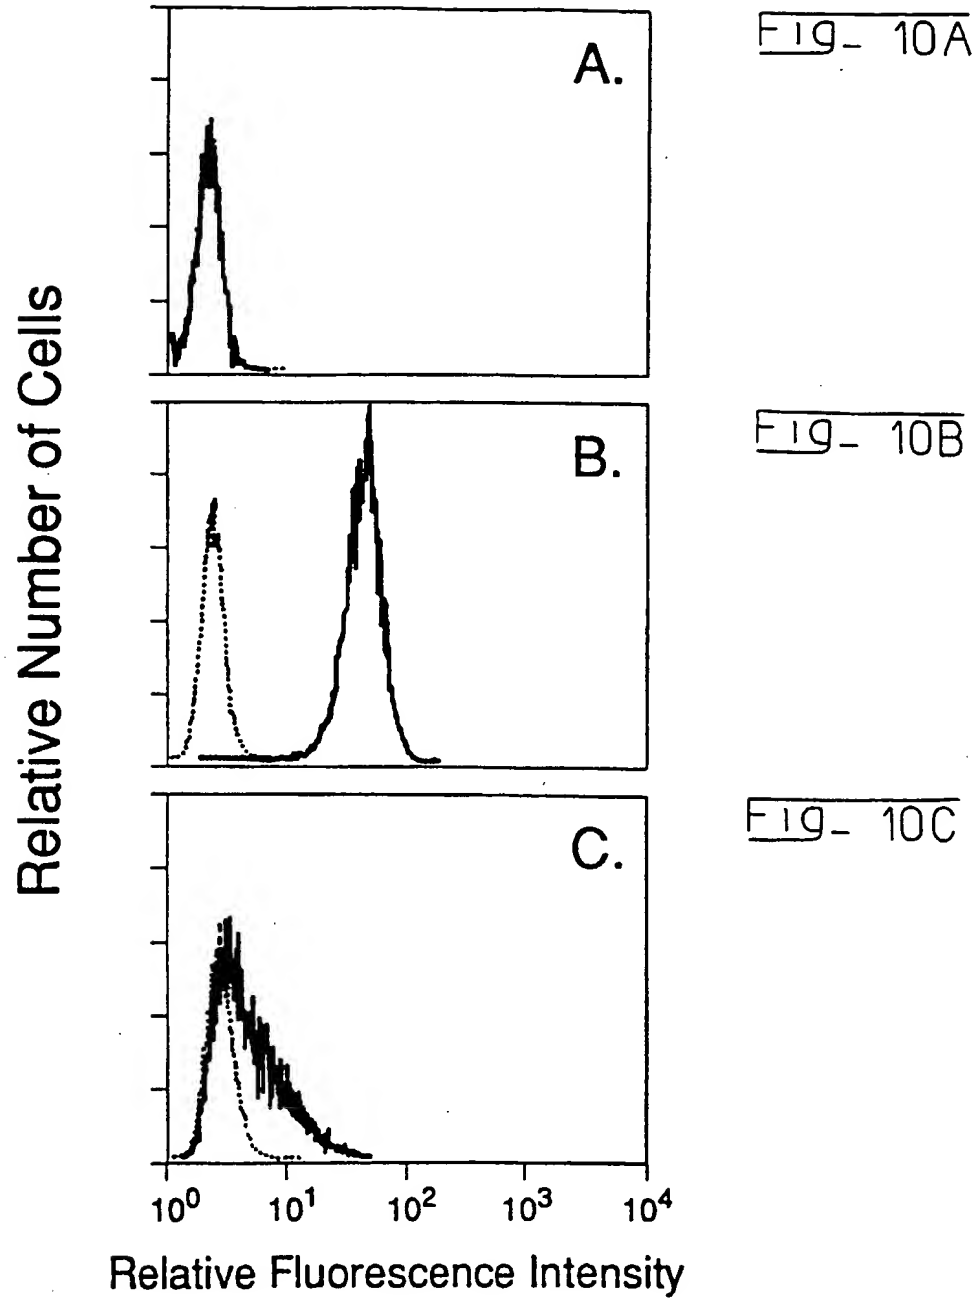 A.
Fig_ 10A
B.
Fig_ 10B
C.
Fig_ 10C
Relative Number of Cells
10⁰ 10¹ 10² 10³ 10⁴
Relative Fluorescence Intensity